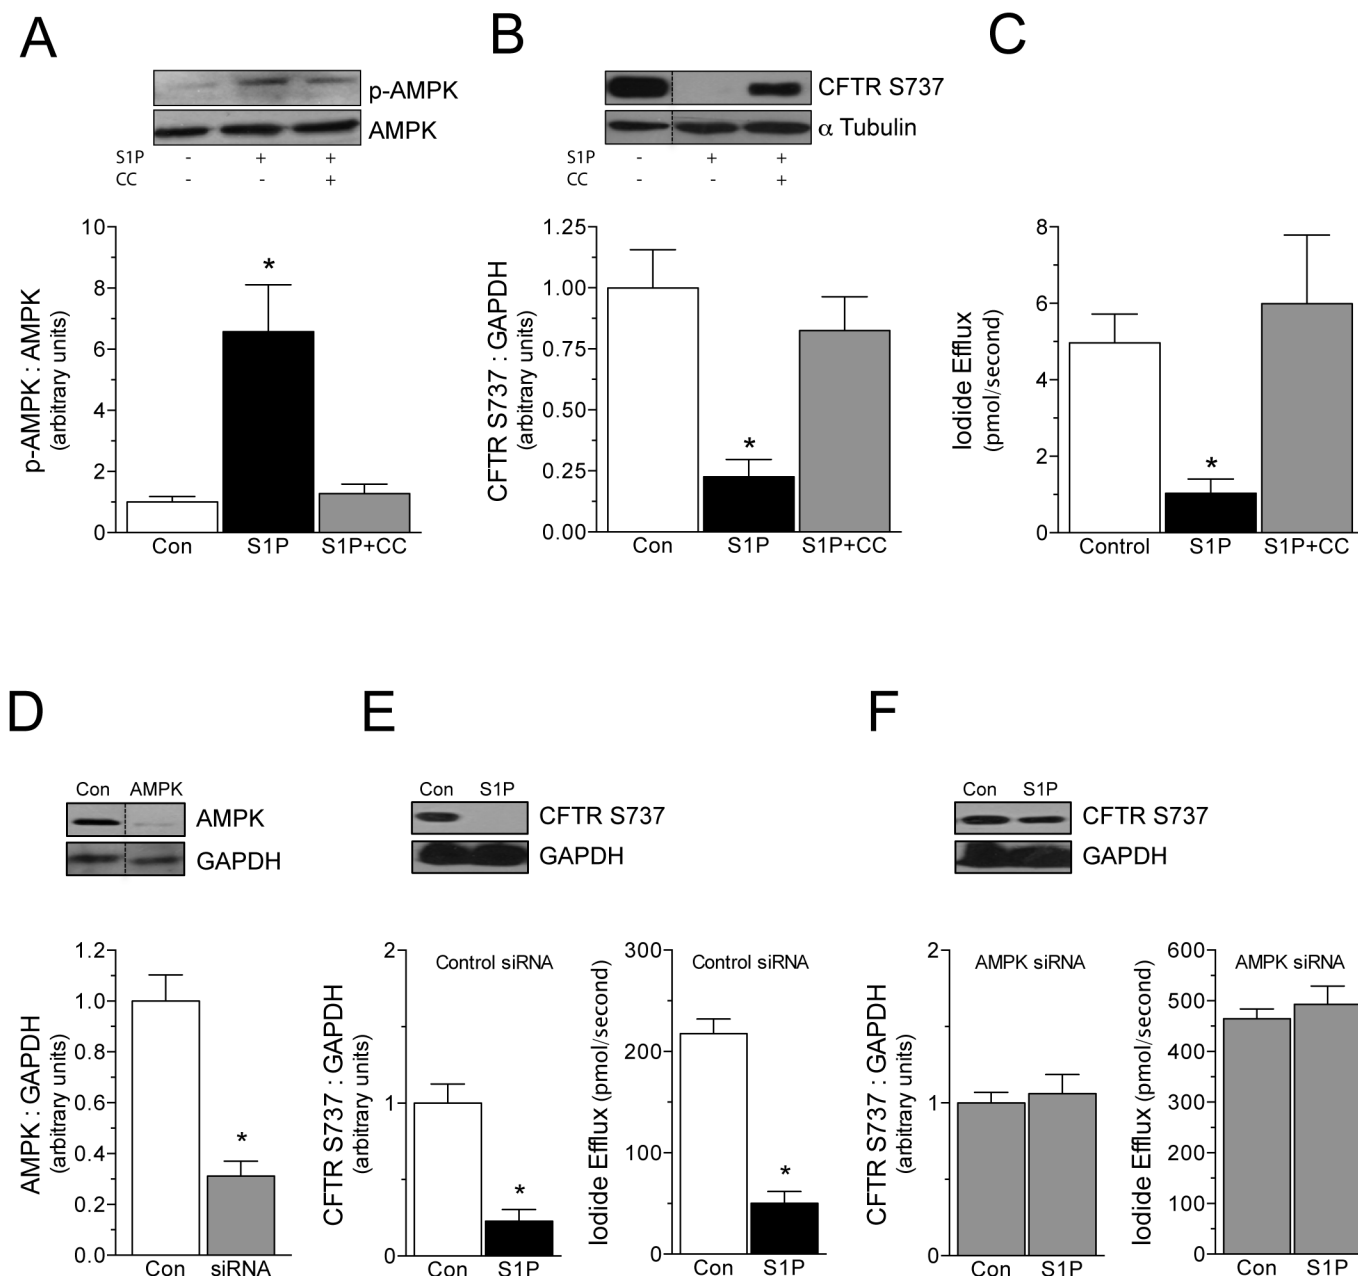 A
p-AMPK
AMPK
S1P - + +
CC - - +
10
8
6
4
2
0
p-AMPK : AMPK
(arbitrary units)
*
Con S1P S1P+CC
B
CFTR S737
α Tubulin
S1P - + +
CC - - +
1.25
1.00
0.75
0.50
0.25
0.00
CFTR S737 : GAPDH
(arbitrary units)
*
Con S1P S1P+CC
C
8
6
4
2
0
Iodide Efflux
(pmol/second)
*
Control S1P S1P+CC
D
Con AMPK
AMPK
GAPDH
1.2
1.0
0.8
0.6
0.4
0.2
0.0
AMPK : GAPDH
(arbitrary units)
*
Con siRNA
E
Con S1P
CFTR S737
GAPDH
2
1
0
CFTR S737 : GAPDH
(arbitrary units)
Control siRNA
*
Con S1P
300
200
100
0
Iodide Efflux (pmol/second)
Control siRNA
*
Con S1P
F
Con S1P
CFTR S737
GAPDH
2
1
0
CFTR S737 : GAPDH
(arbitrary units)
AMPK siRNA
Con S1P
600
500
400
300
200
100
0
Iodide Efflux (pmol/second)
AMPK siRNA
Con S1P